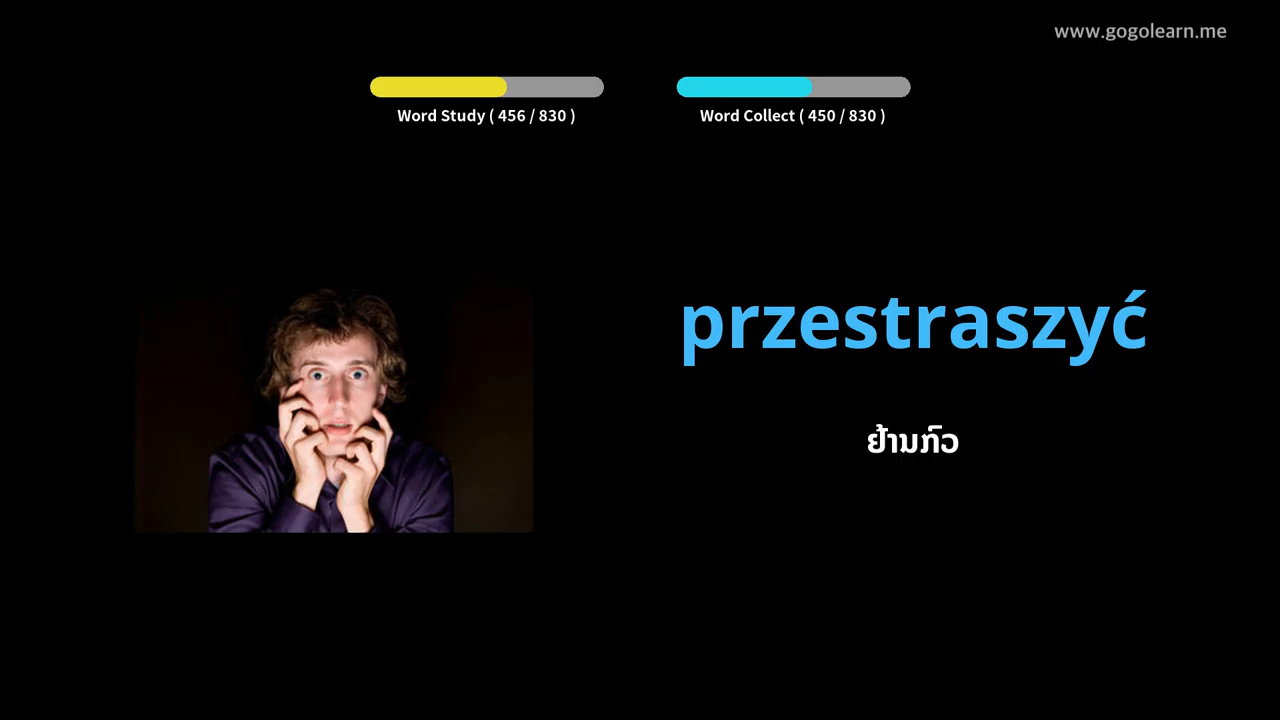 www.gogolearn.me
Word Study ( 456 / 830 )
Word Collect ( 450 / 830 )
przestraszyć
ຢ້ານກົວ